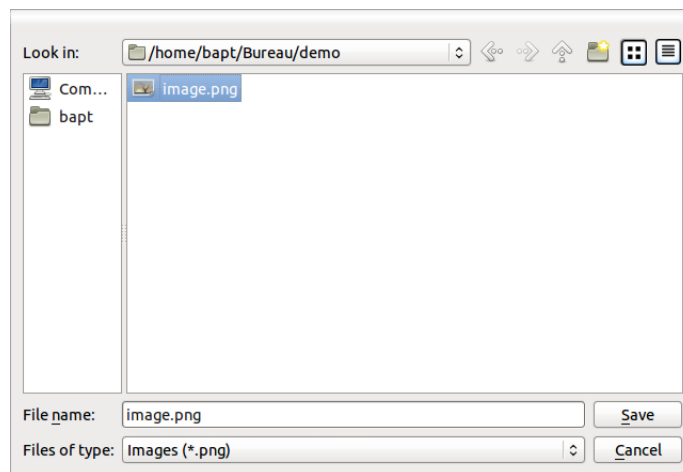 Look in: /home/bapt/Bureau/demo
Com...
bapt
image.png
File name: image.png Save
Files of type: Images (*.png) Cancel